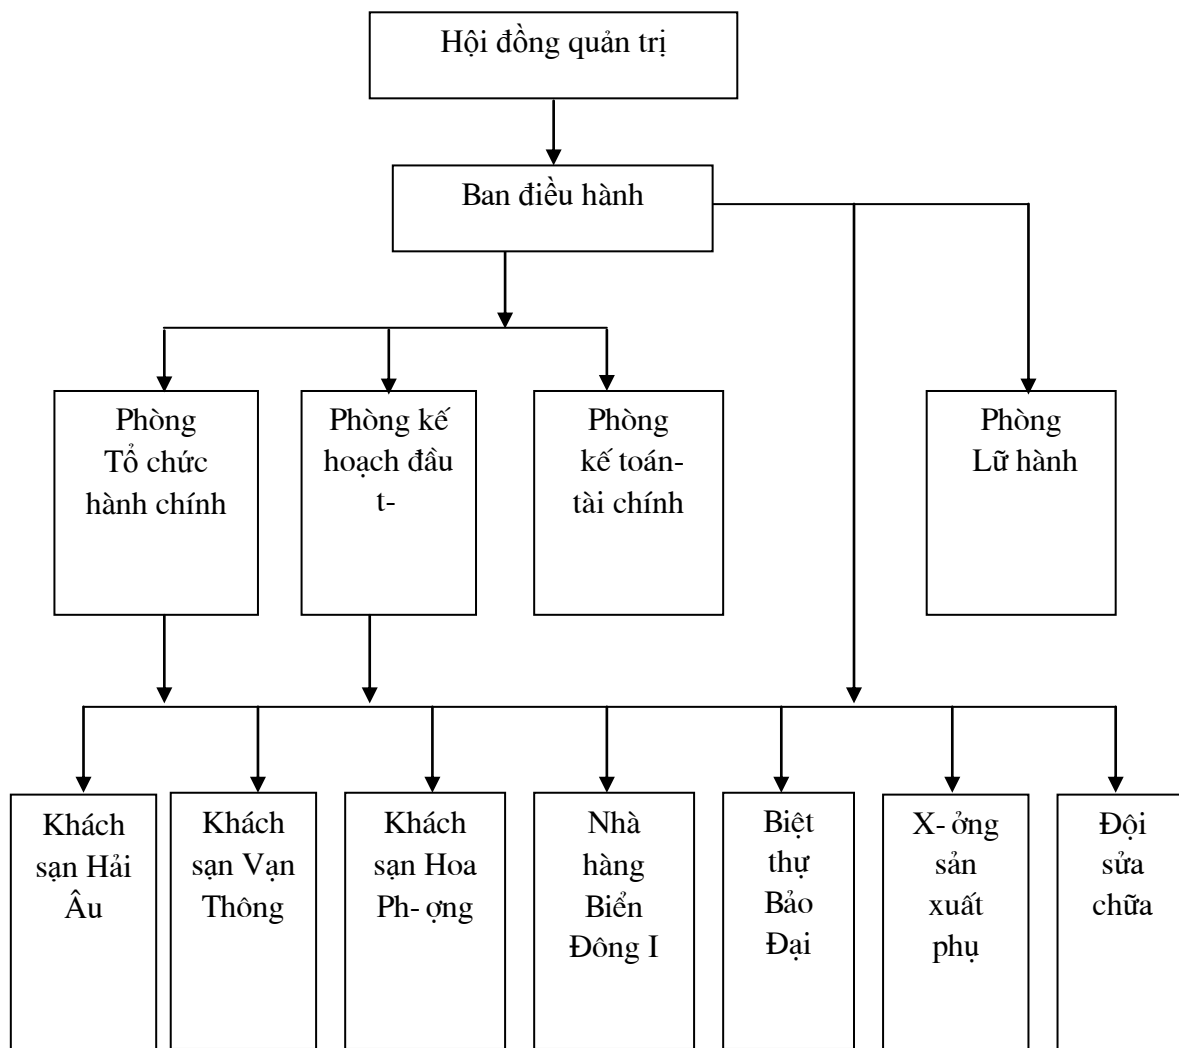 Hội đồng quản trị
Ban điều hành
Phòng
Tổ chức
hành chính
Phòng kế
hoạch đầu
t-
Phòng
kế toán-
tài chính
Phòng
Lữ hành
Khách
sạn Hải
Âu
Khách
sạn Vạn
Thông
Khách
sạn Hoa
Ph- ợng
Nhà
hàng
Biển
Đông I
Biệt
thự
Bảo
Đại
X- ởng
sản
xuất
phụ
Đội
sửa
chữa